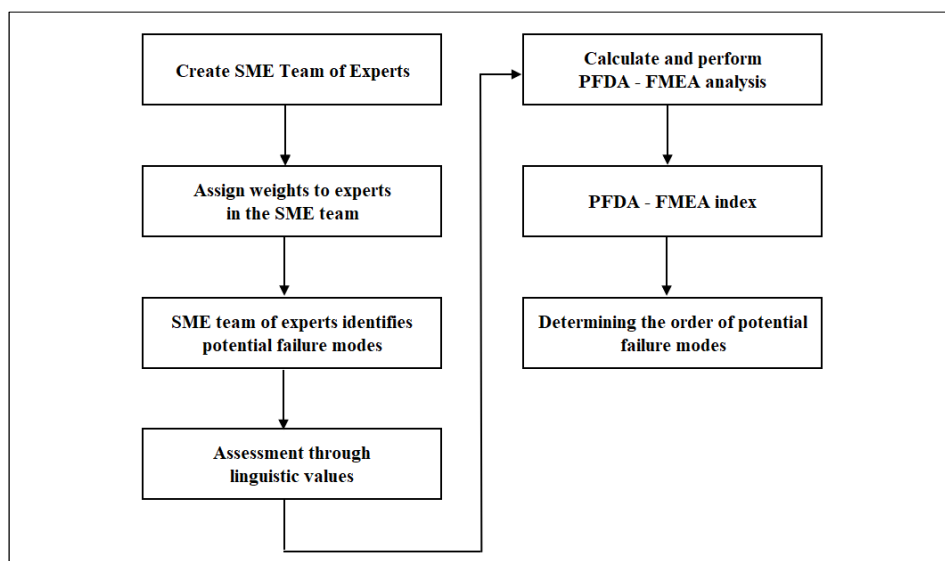 Create SME Team of Experts
Assign weights to experts
in the SME team
SME team of experts identifies
potential failure modes
Assessment through
linguistic values
Calculate and perform
PFDA - FMEA analysis
PFDA - FMEA index
Determining the order of potential
failure modes